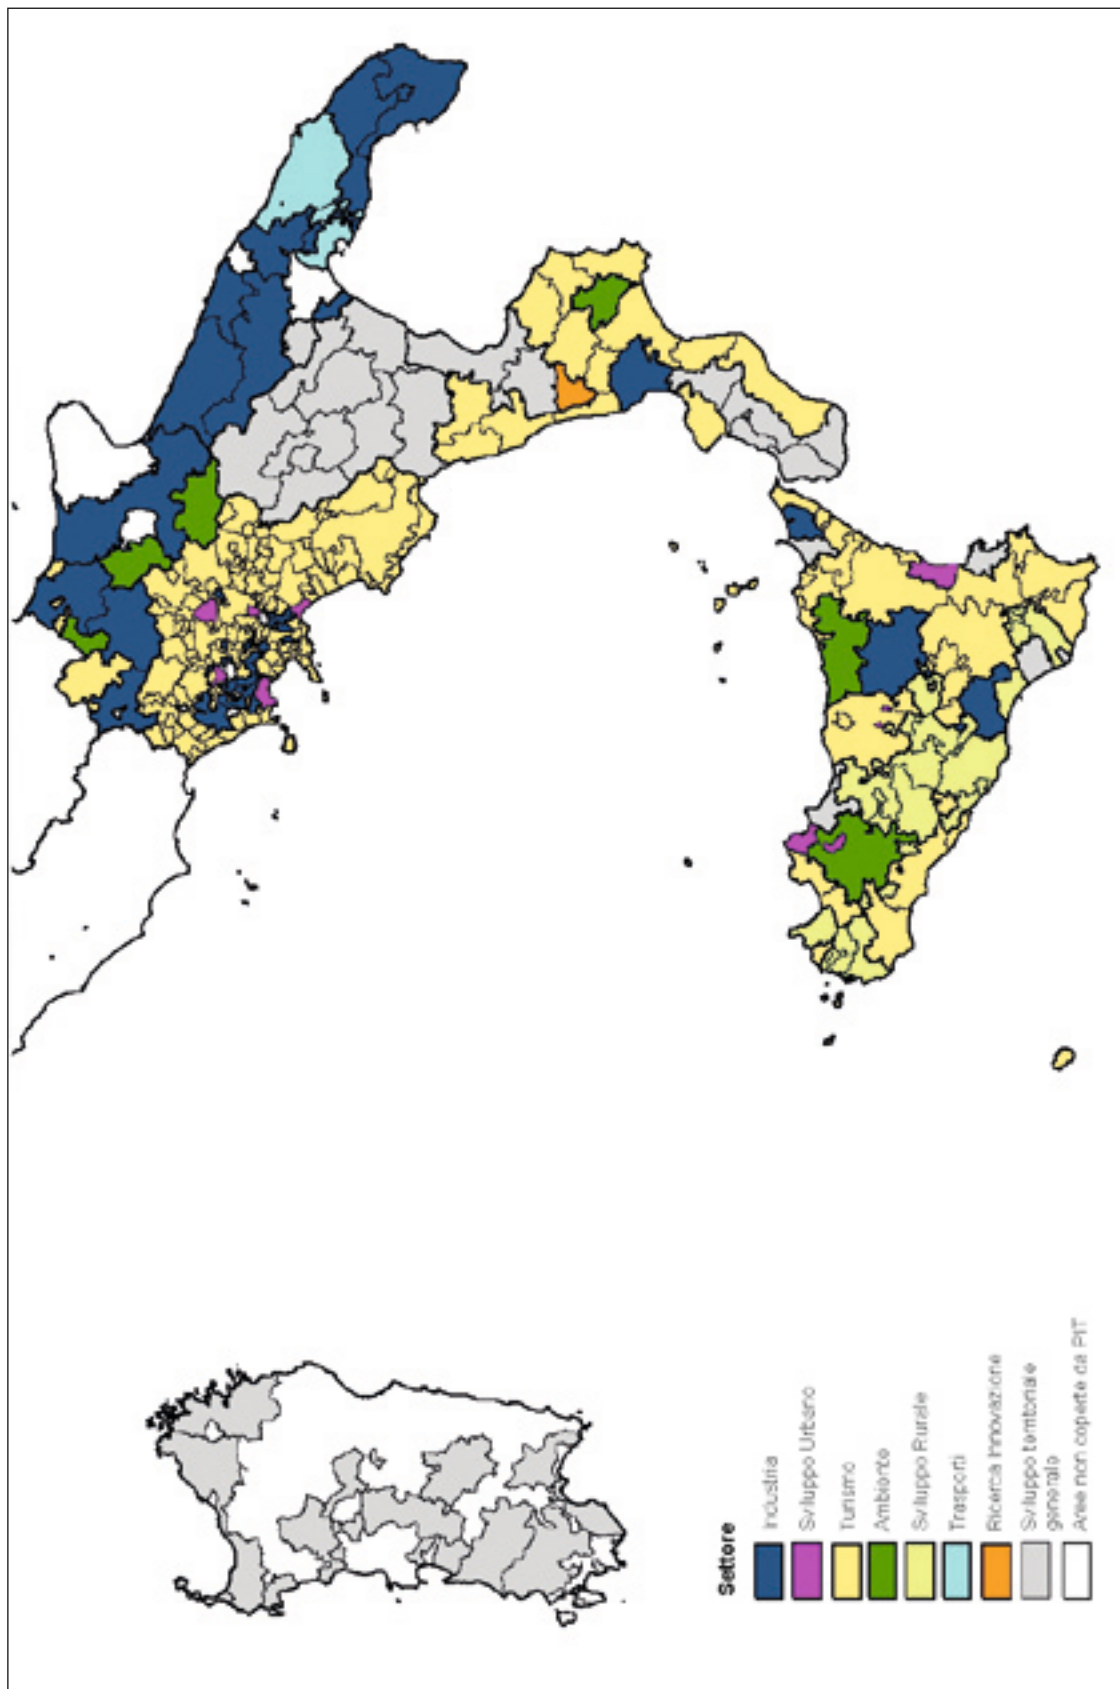 Settore
Industria
Sviluppo Urbano
Turismo
Ambiente
Sviluppo Rurale
Trasporti
Ricerca Innovazione
Sviluppo territoriale
generale
Aree non coperte da PIT